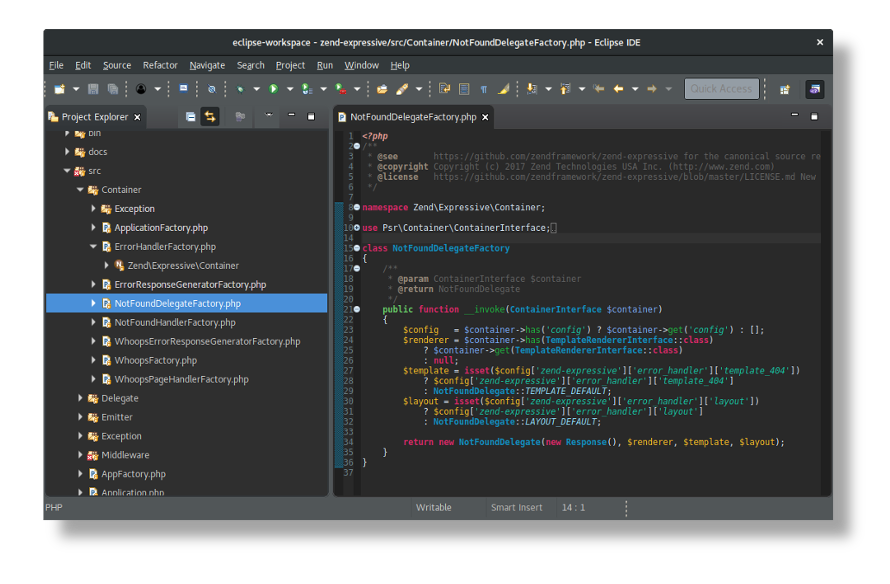 eclipse-workspace - zend-expressive/src/Container/NotFoundDelegateFactory.php - Eclipse IDE
File Edit Source Refactor Navigate Search Project Run Window Help
Quick Access
Project Explorer
bin
docs
src
Container
Exception
ApplicationFactory.php
ErrorHandlerFactory.php
Zend\Expressive\Container
ErrorResponseGeneratorFactory.php
NotFoundDelegateFactory.php
NotFoundHandlerFactory.php
WhoopsErrorResponseGeneratorFactory.php
WhoopsFactory.php
WhoopsPageHandlerFactory.php
Delegate
Emitter
Exception
Middleware
AppFactory.php
Application.php
NotFoundDelegateFactory.php
1 <?php
2 /**
3 * @see https://github.com/zendframework/zend-expressive for the canonical source re
4 * @copyright Copyright (c) 2017 Zend Technologies USA Inc. (http://www.zend.com)
5 * @license https://github.com/zendframework/zend-expressive/blob/master/LICENSE.md New
6 */
7
8 namespace Zend\Expressive\Container;
9
10 use Psr\Container\ContainerInterface;
14
15 class NotFoundDelegateFactory
16 {
17 /**
18 * @param ContainerInterface $container
19 * @return NotFoundDelegate
20 */
21 public function __invoke(ContainerInterface $container)
22 {
23 $config = $container->has('config') ? $container->get('config') : [];
24 $renderer = $container->has(TemplateRendererInterface::class)
25 ? $container->get(TemplateRendererInterface::class)
26 : null;
27 $template = isset($config['zend-expressive']['error_handler']['template_404'])
28 ? $config['zend-expressive']['error_handler']['template_404']
29 : NotFoundDelegate::TEMPLATE_DEFAULT;
30 $layout = isset($config['zend-expressive']['error_handler']['layout'])
31 ? $config['zend-expressive']['error_handler']['layout']
32 : NotFoundDelegate::LAYOUT_DEFAULT;
33
34 return new NotFoundDelegate(new Response(), $renderer, $template, $layout);
35 }
36 }
37
PHP Writable Smart Insert 14 : 1